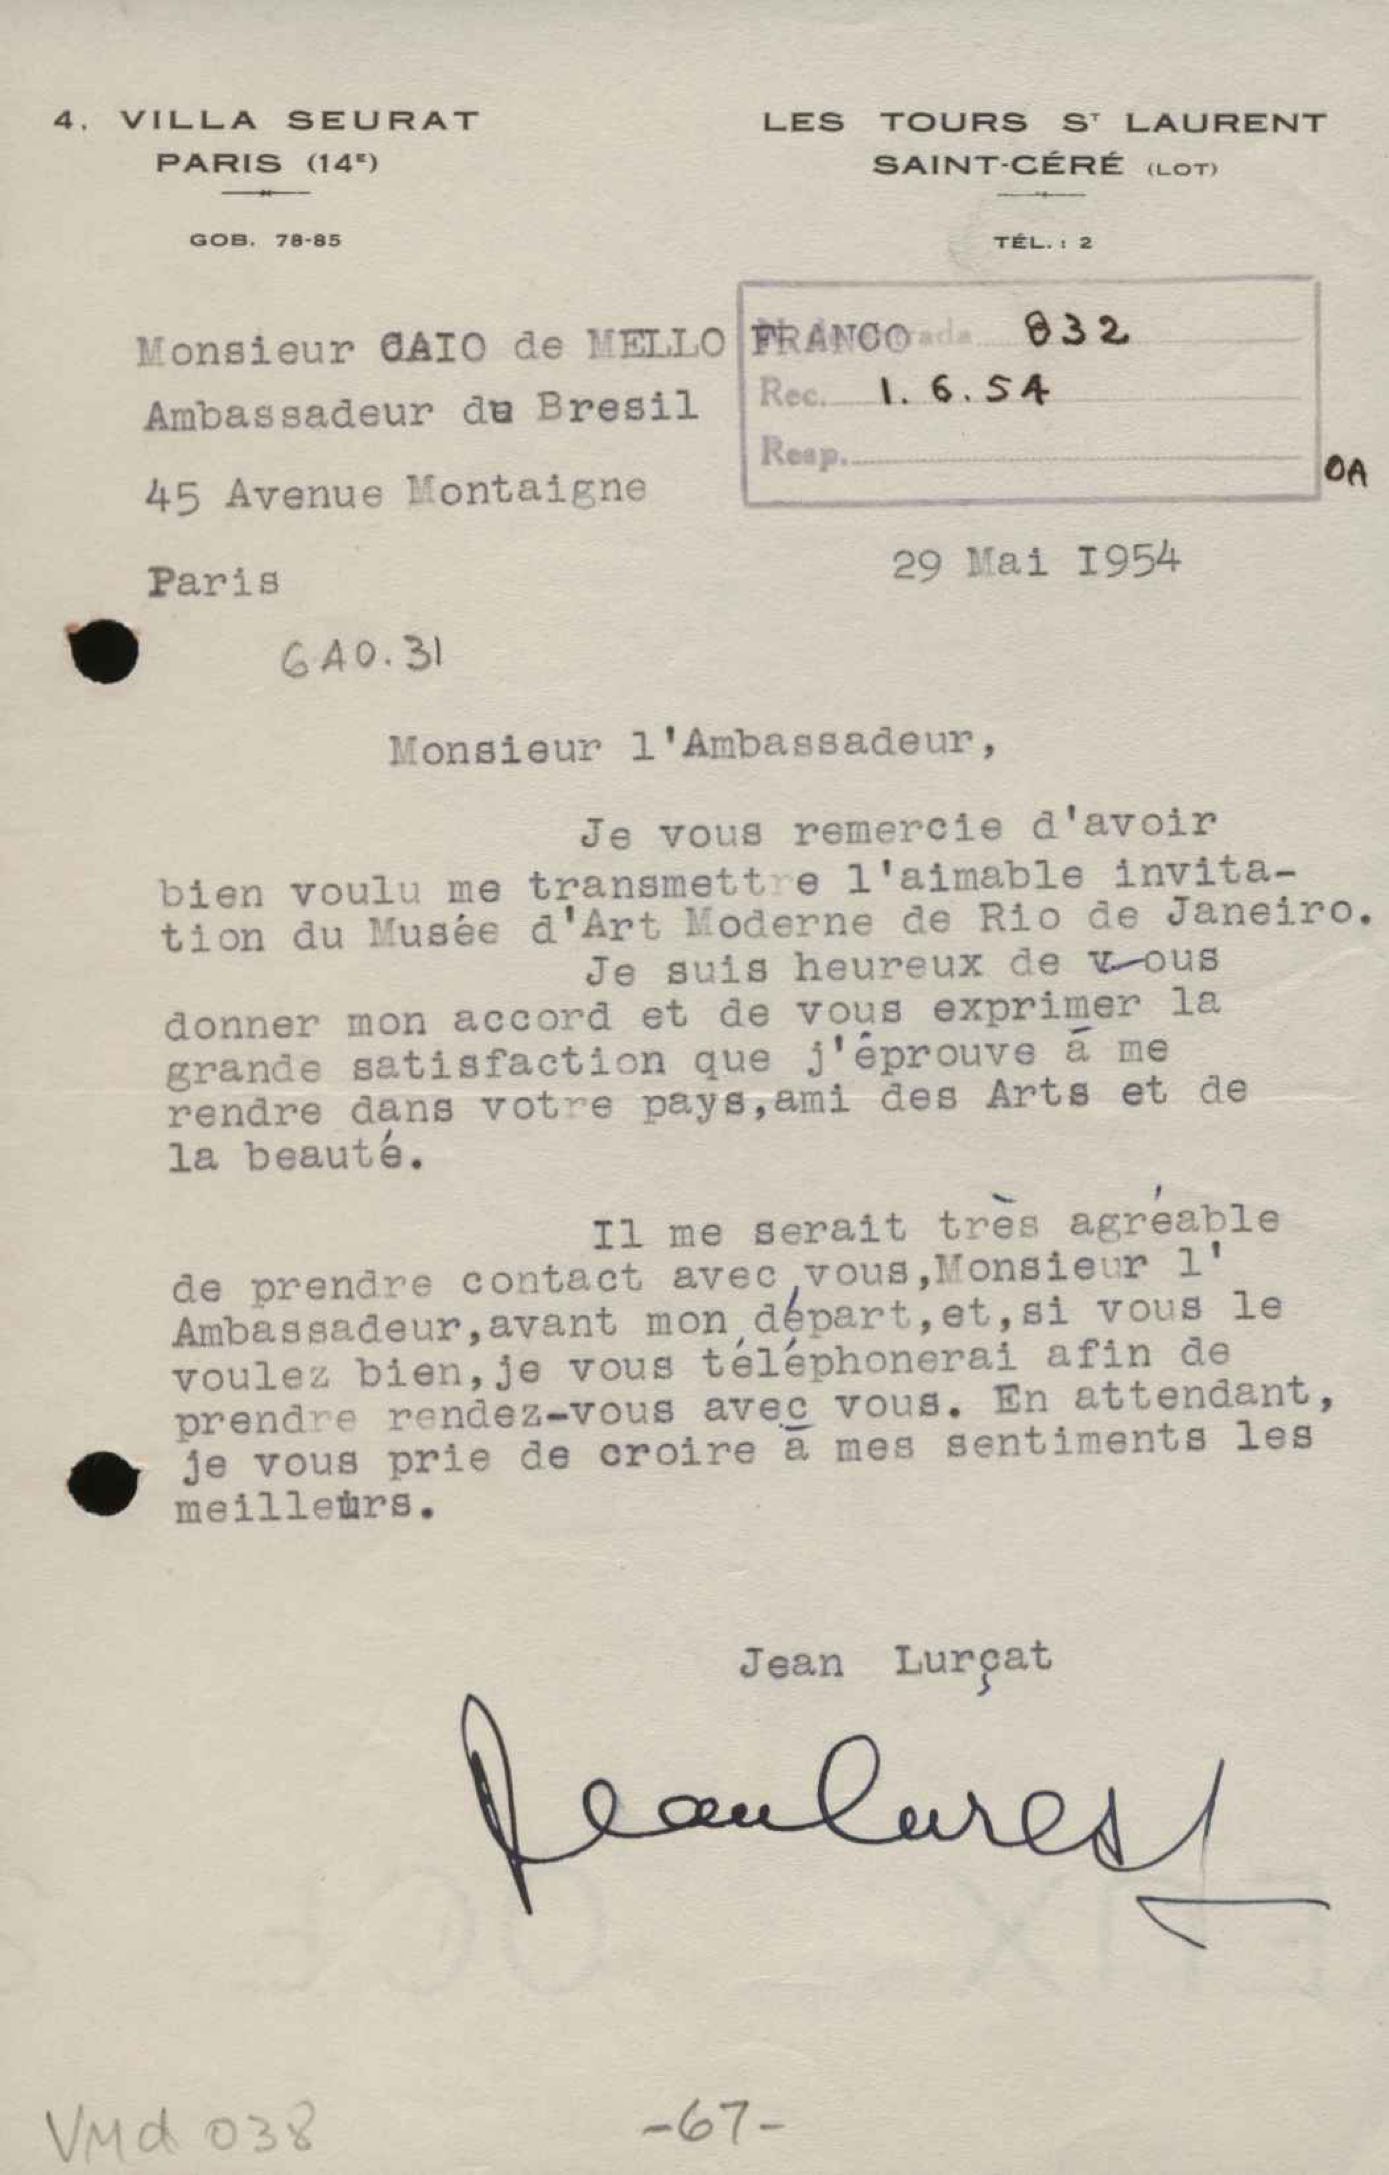 4. VILLA SEURAT
PARIS (14ᴱ)
GOB. 78-85
LES TOURS Sᵀ LAURENT
SAINT-CÉRÉ (LOT)
TÉL. : 2
Monsieur CAIO de MELLO FRANCO
Ambassadeur du Bresil
45 Avenue Montaigne
Paris
832
Rec. 1.6.54
Resp.
OA
29 Mai I954
6A0.31
Monsieur l'Ambassadeur,
Je vous remercie d'avoir
bien voulu me transmettre l'aimable invita-
tion du Musée d'Art Moderne de Rio de Janeiro.
Je suis heureux de vous
donner mon accord et de vous exprimer la
grande satisfaction que j'éprouve à me
rendre dans votre pays,ami des Arts et de
la beauté.
Il me serait très agréable
de prendre contact avec vous,Monsieur l'
Ambassadeur,avant mon départ,et,si vous le
voulez bien,je vous téléphonerai afin de
prendre rendez-vous avec vous. En attendant,
je vous prie de croire à mes sentiments les
meilleurs.
Jean Lurçat
Jean Lurçat
VMd 038
-67-